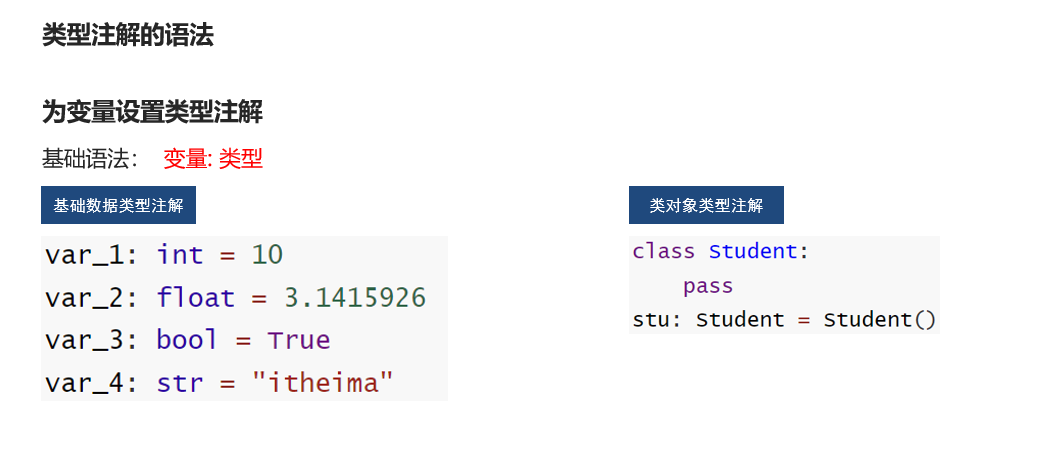 类型注解的语法
为变量设置类型注解
基础语法： 变量: 类型
基础数据类型注解
var_1: int = 10
var_2: float = 3.1415926
var_3: bool = True
var_4: str = "itheima"
类对象类型注解
class Student:
    pass
stu: Student = Student()